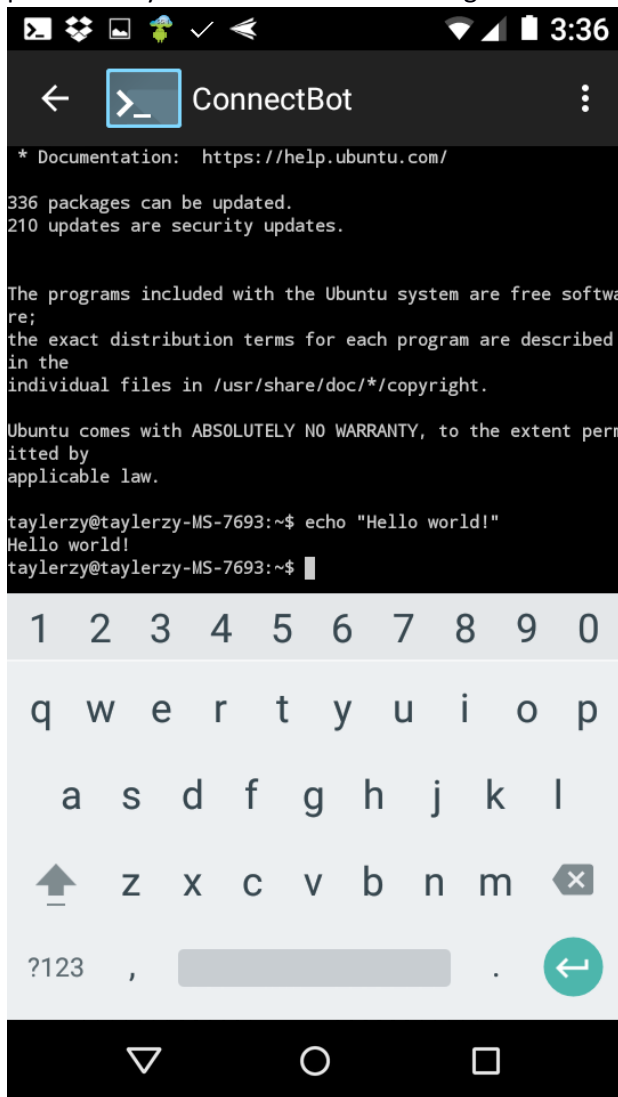 3:36
>_ ConnectBot
* Documentation:  https://help.ubuntu.com/
336 packages can be updated.
210 updates are security updates.
The programs included with the Ubuntu system are free softwa
re;
the exact distribution terms for each program are described
in the
individual files in /usr/share/doc/*/copyright.
Ubuntu comes with ABSOLUTELY NO WARRANTY, to the extent perm
itted by
applicable law.
taylerzy@taylerzy-MS-7693:~$ echo "Hello world!"
Hello world!
taylerzy@taylerzy-MS-7693:~$
1 2 3 4 5 6 7 8 9 0
q w e r t y u i o p
a s d f g h j k l
z x c v b n m
?123 , .